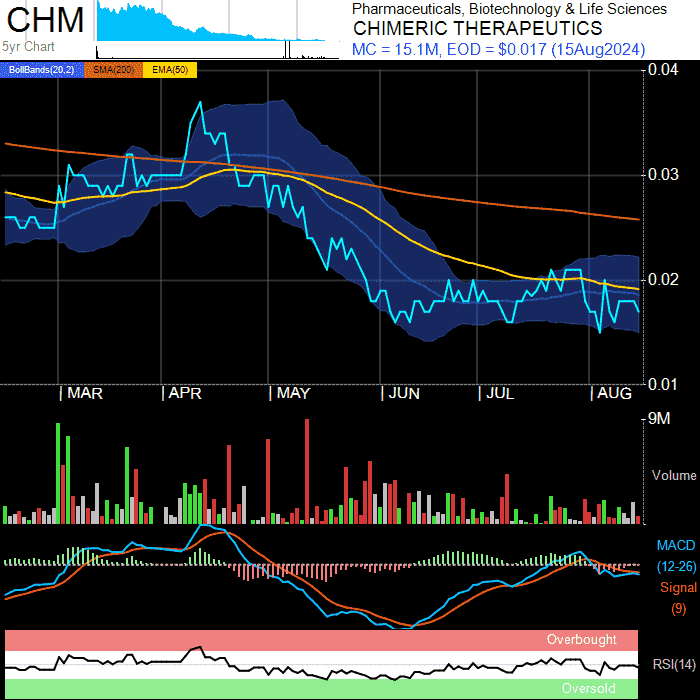 CHM
5yr Chart
Pharmaceuticals, Biotechnology & Life Sciences
CHIMERIC THERAPEUTICS
MC = 15.1M, EOD = $0.017 (15Aug2024)
BollBands(20,2) SMA(200) EMA(50)
0.04
0.03
0.02
0.01
MAR APR MAY JUN JUL AUG
9M
Volume
MACD
(12-26)
Signal
(9)
Overbought
RSI(14)
Oversold